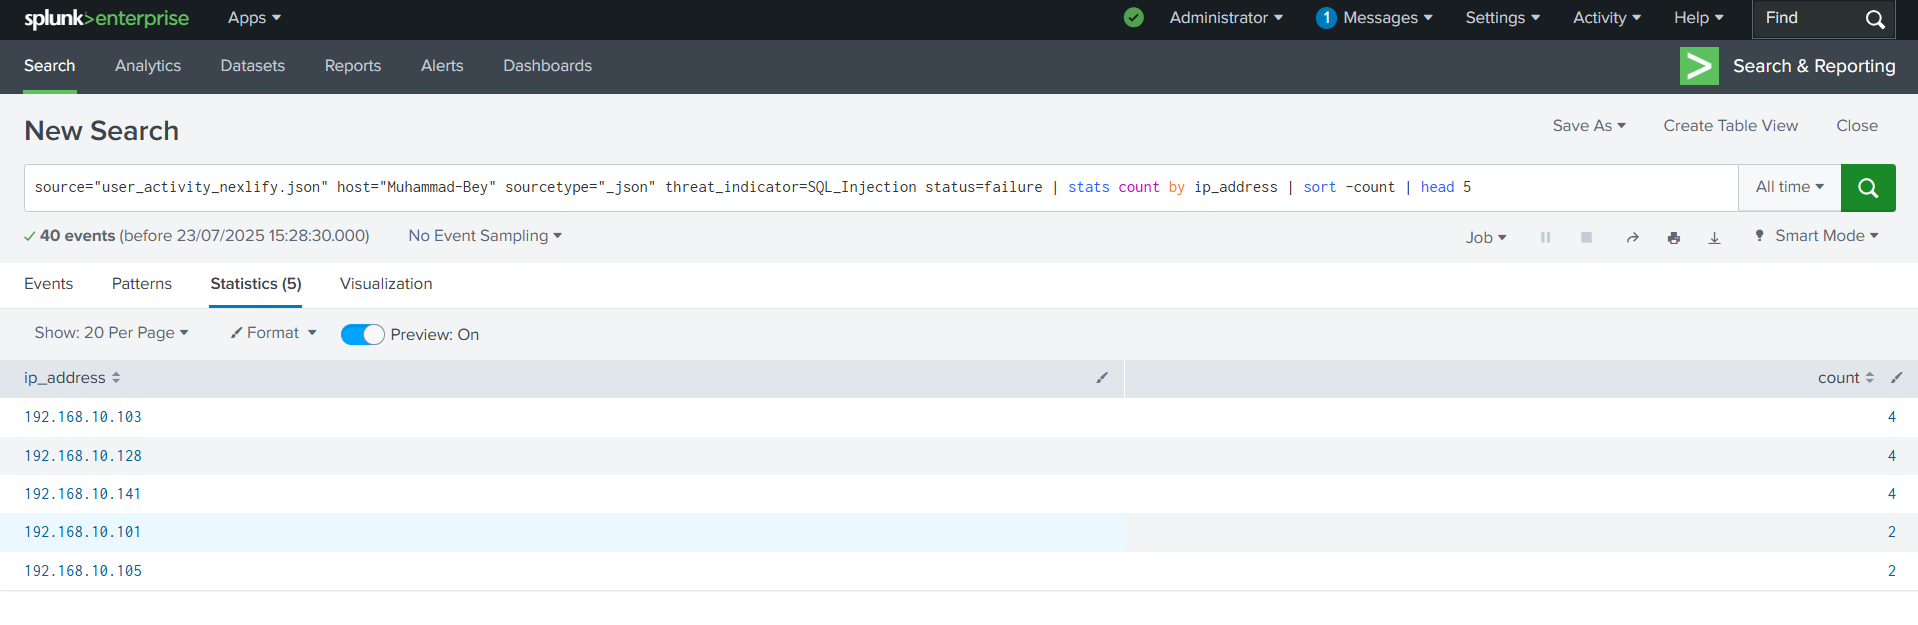 splunk>enterprise Apps Administrator 1 Messages Settings Activity Help Find
Search Analytics Datasets Reports Alerts Dashboards > Search & Reporting
New Search Save As Create Table View Close
source="user_activity_nexlify.json" host="Muhammad-Bey" sourcetype="_json" threat_indicator=SQL_Injection status=failure | stats count by ip_address | sort -count | head 5 All time
40 events (before 23/07/2025 15:28:30.000) No Event Sampling Job Smart Mode
Events Patterns Statistics (5) Visualization
Show: 20 Per Page Format Preview: On
ip_address count
192.168.10.103 4
192.168.10.128 4
192.168.10.141 4
192.168.10.101 2
192.168.10.105 2